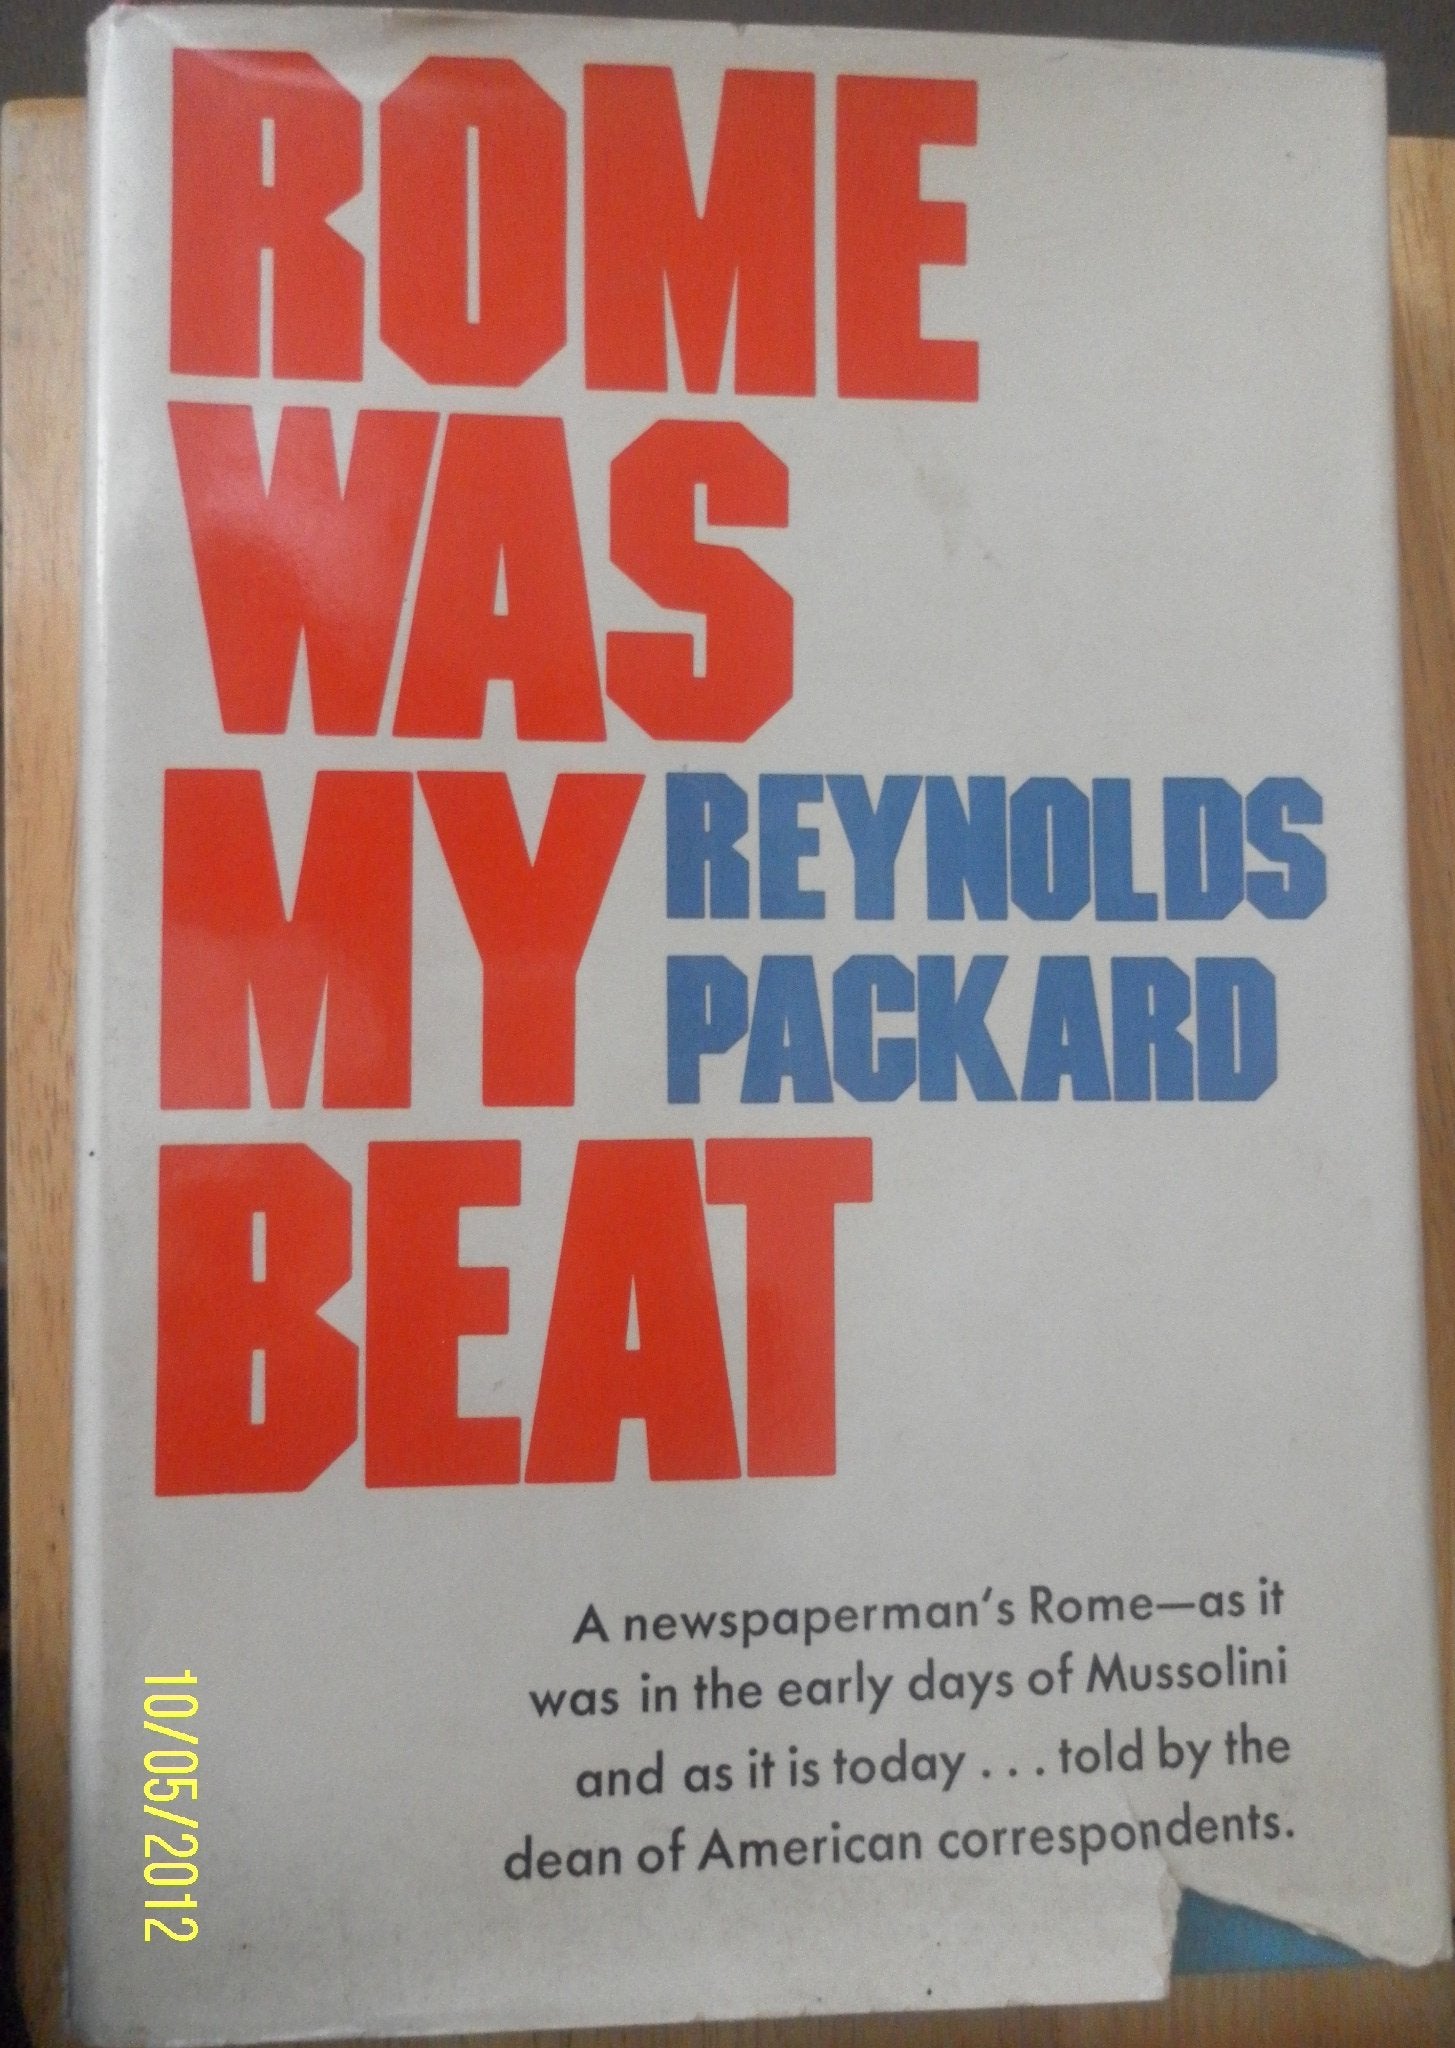 ROME
WAS
MY
REYNOLDS
PACKARD
BEAT
A newspaperman's Rome—as it
was in the early days of Mussolini
and as it is today . . . told by the
dean of American correspondents.
10/05/2012